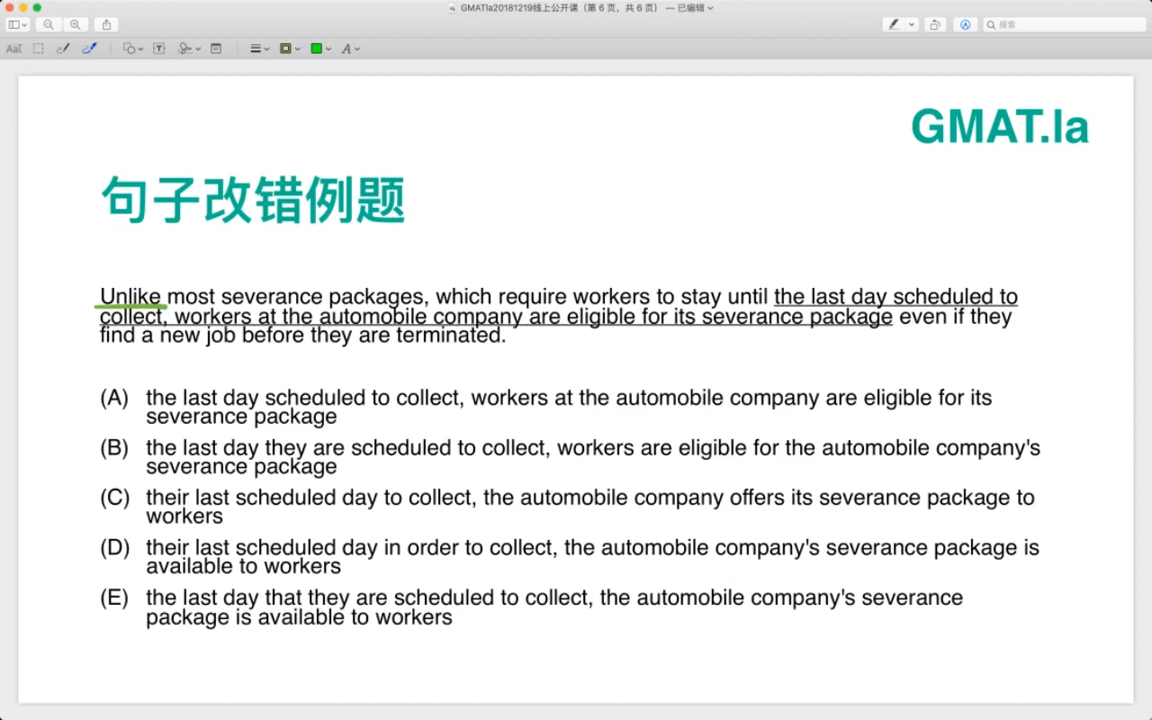 GMATla20181219线上公开课（第 6 页，共 6 页） — 已编辑
搜索
AaI
T
A
GMAT.la
句子改错例题
Unlike most severance packages, which require workers to stay until the last day scheduled to
collect, workers at the automobile company are eligible for its severance package even if they
find a new job before they are terminated.
(A) the last day scheduled to collect, workers at the automobile company are eligible for its
severance package
(B) the last day they are scheduled to collect, workers are eligible for the automobile company's
severance package
(C) their last scheduled day to collect, the automobile company offers its severance package to
workers
(D) their last scheduled day in order to collect, the automobile company's severance package is
available to workers
(E) the last day that they are scheduled to collect, the automobile company's severance
package is available to workers